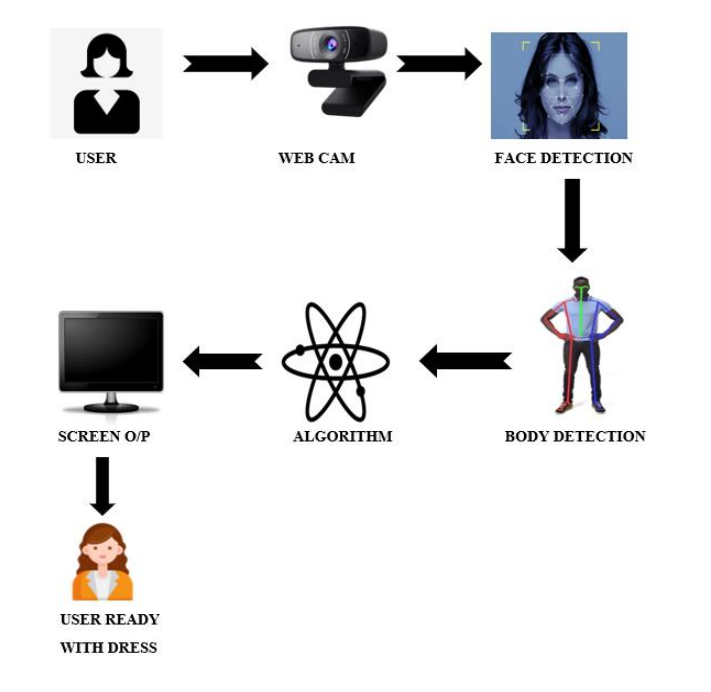 USER
WEB CAM
FACE DETECTION
SCREEN O/P
ALGORITHM
BODY DETECTION
USER READY
WITH DRESS